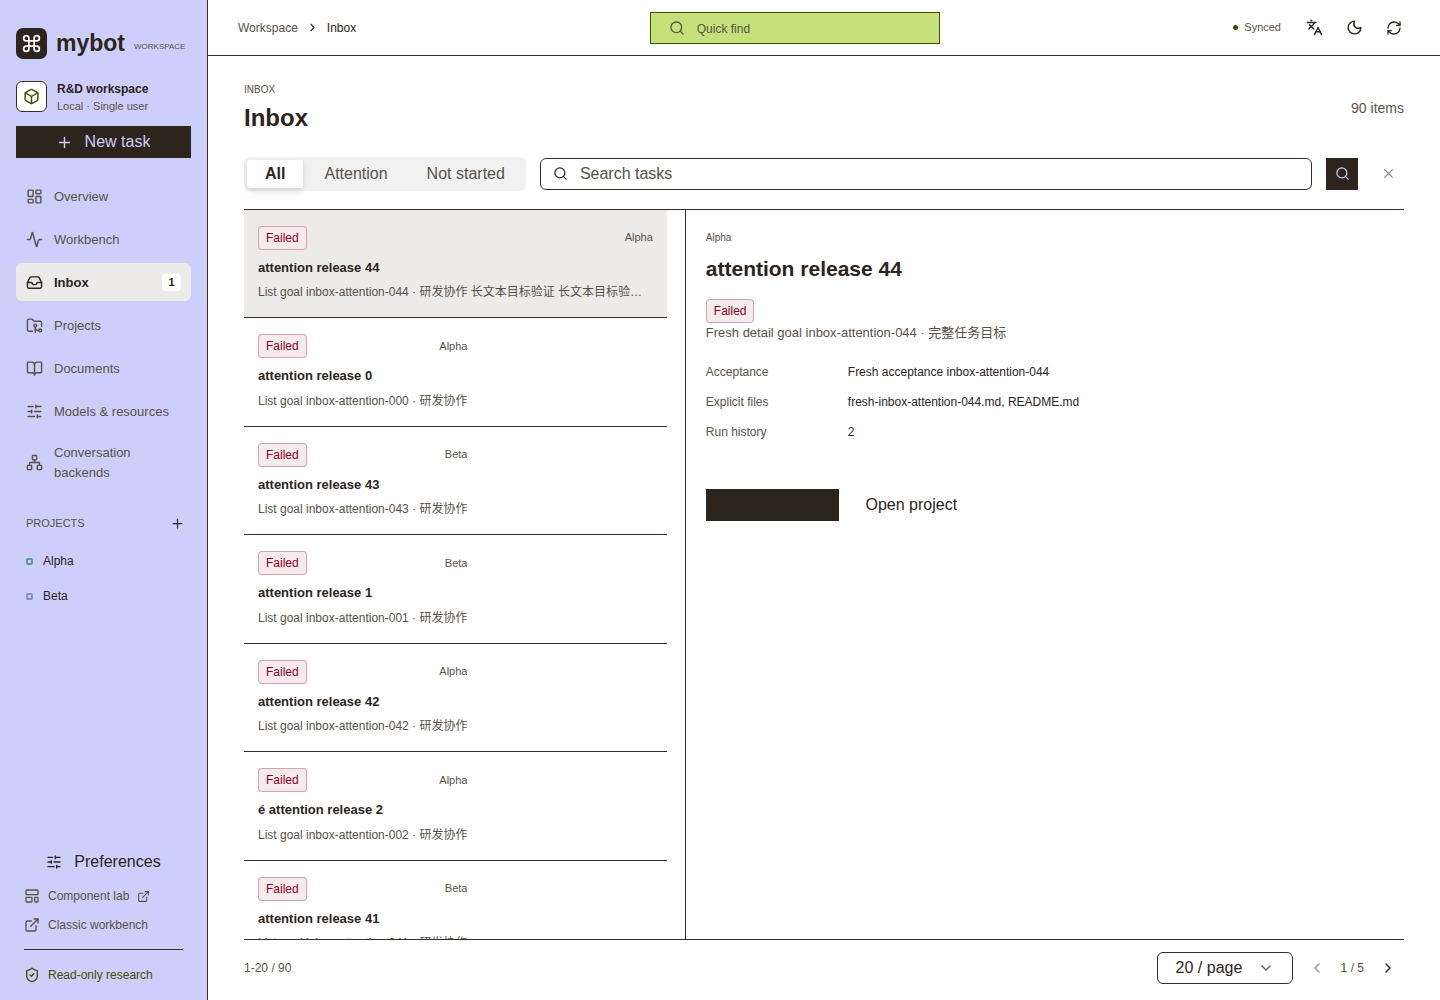 mybot WORKSPACE
R&D workspace
Local · Single user
New task
Overview
Workbench
Inbox 1
Projects
Documents
Models & resources
Conversation
backends
PROJECTS
Alpha
Beta
Preferences
Component lab
Classic workbench
Read-only research
Workspace Inbox
Quick find
Synced
INBOX
Inbox
90 items
All Attention Not started
Search tasks
Failed Alpha
attention release 44
List goal inbox-attention-044 · 研发协作 长文本目标验证 长文本目标验…
Failed Alpha
attention release 0
List goal inbox-attention-000 · 研发协作
Failed Beta
attention release 43
List goal inbox-attention-043 · 研发协作
Failed Beta
attention release 1
List goal inbox-attention-001 · 研发协作
Failed Alpha
attention release 42
List goal inbox-attention-042 · 研发协作
Failed Alpha
é attention release 2
List goal inbox-attention-002 · 研发协作
Failed Beta
attention release 41
Alpha
attention release 44
Failed
Fresh detail goal inbox-attention-044 · 完整任务目标
Acceptance Fresh acceptance inbox-attention-044
Explicit files fresh-inbox-attention-044.md, README.md
Run history 2
Open project
1-20 / 90
20 / page
1 / 5